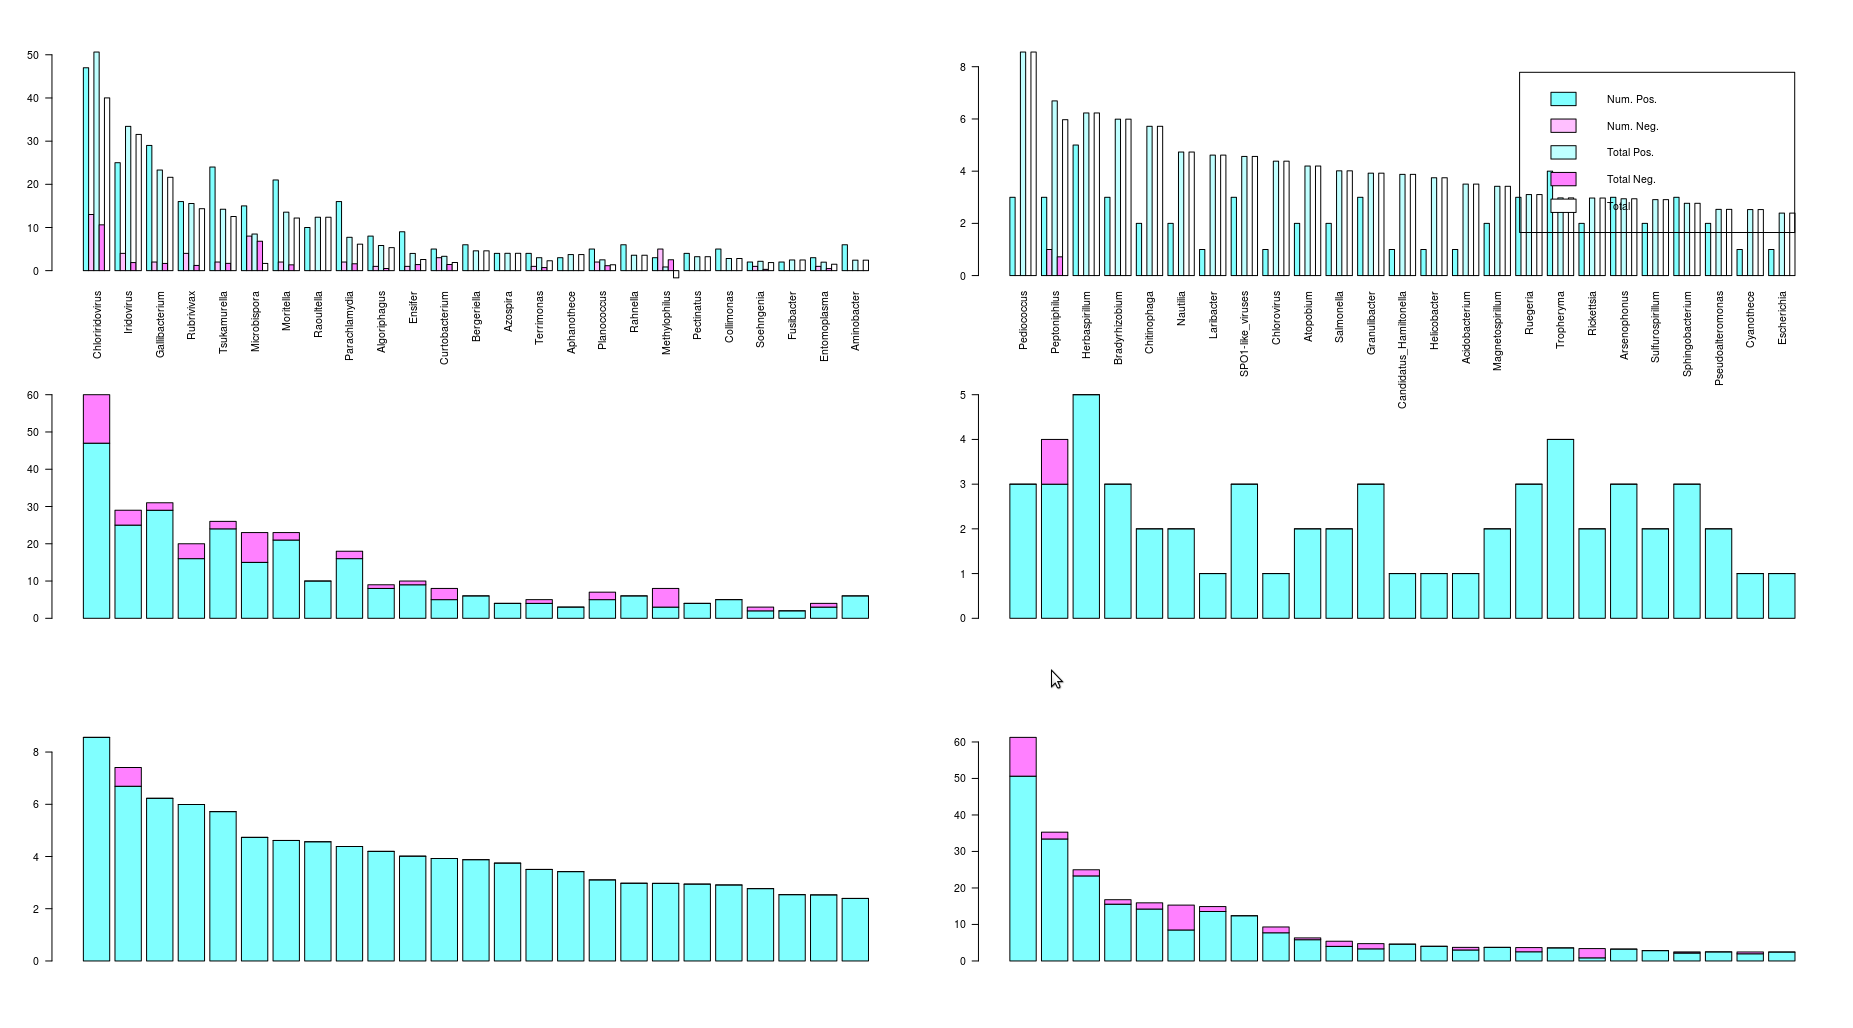 50
40
30
20
10
0
Chloriridovirus
Iridovirus
Gallibacterium
Rubrivivax
Tsukamurella
Microbispora
Moritella
Raoultella
Parachlamydia
Algoriphagus
Ensifer
Curtobacterium
Bergeriella
Azospira
Terrimonas
Aphanothece
Planococcus
Rahnella
Methylophilus
Pectinatus
Collimonas
Soehngenia
Fusibacter
Entomoplasma
Aminobacter
8
6
4
2
0
Num. Pos.
Num. Neg.
Total Pos.
Total Neg.
Total
Pediococcus
Peptoniphilus
Herbaspirillum
Bradyrhizobium
Chitinophaga
Nautilia
Laribacter
SPO1-like_viruses
Chlorovirus
Atopobium
Salmonella
Granulibacter
Candidatus_Hamiltonella
Helicobacter
Acidobacterium
Magnetospirillum
Ruegeria
Tropheryma
Rickettsia
Arsenophonus
Sulfurospirillum
Sphingobacterium
Pseudoalteromonas
Cyanothece
Escherichia
60
50
40
30
20
10
0
5
4
3
2
1
0
8
6
4
2
0
60
50
40
30
20
10
0